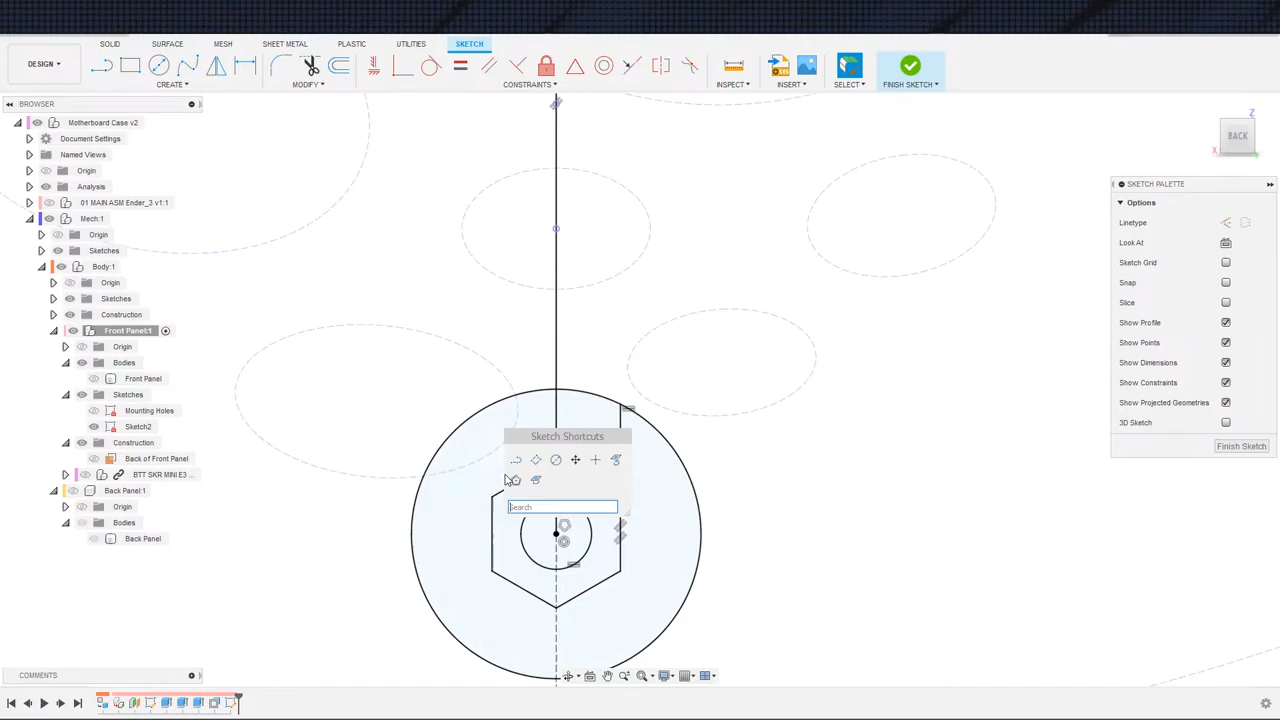 SOLID SURFACE MESH SHEET METAL PLASTIC UTILITIES SKETCH
DESIGN
CREATE MODIFY CONSTRAINTS INSPECT INSERT SELECT FINISH SKETCH
BROWSER
Motherboard Case v2
Document Settings
Named Views
Origin
Analysis
01 MAIN ASM Ender_3 v1:1
Mech:1
Origin
Sketches
Body:1
Origin
Sketches
Construction
Front Panel:1
Origin
Bodies
Front Panel
Sketches
Mounting Holes
Sketch2
Construction
Back of Front Panel
BTT SKR MINI E3 ...
Back Panel:1
Origin
Bodies
Back Panel
Sketch Shortcuts
Search
Z
BACK
X
SKETCH PALETTE
Options
Linetype
Look At
Sketch Grid
Snap
Slice
Show Profile
Show Points
Show Dimensions
Show Constraints
Show Projected Geometries
3D Sketch
Finish Sketch
COMMENTS